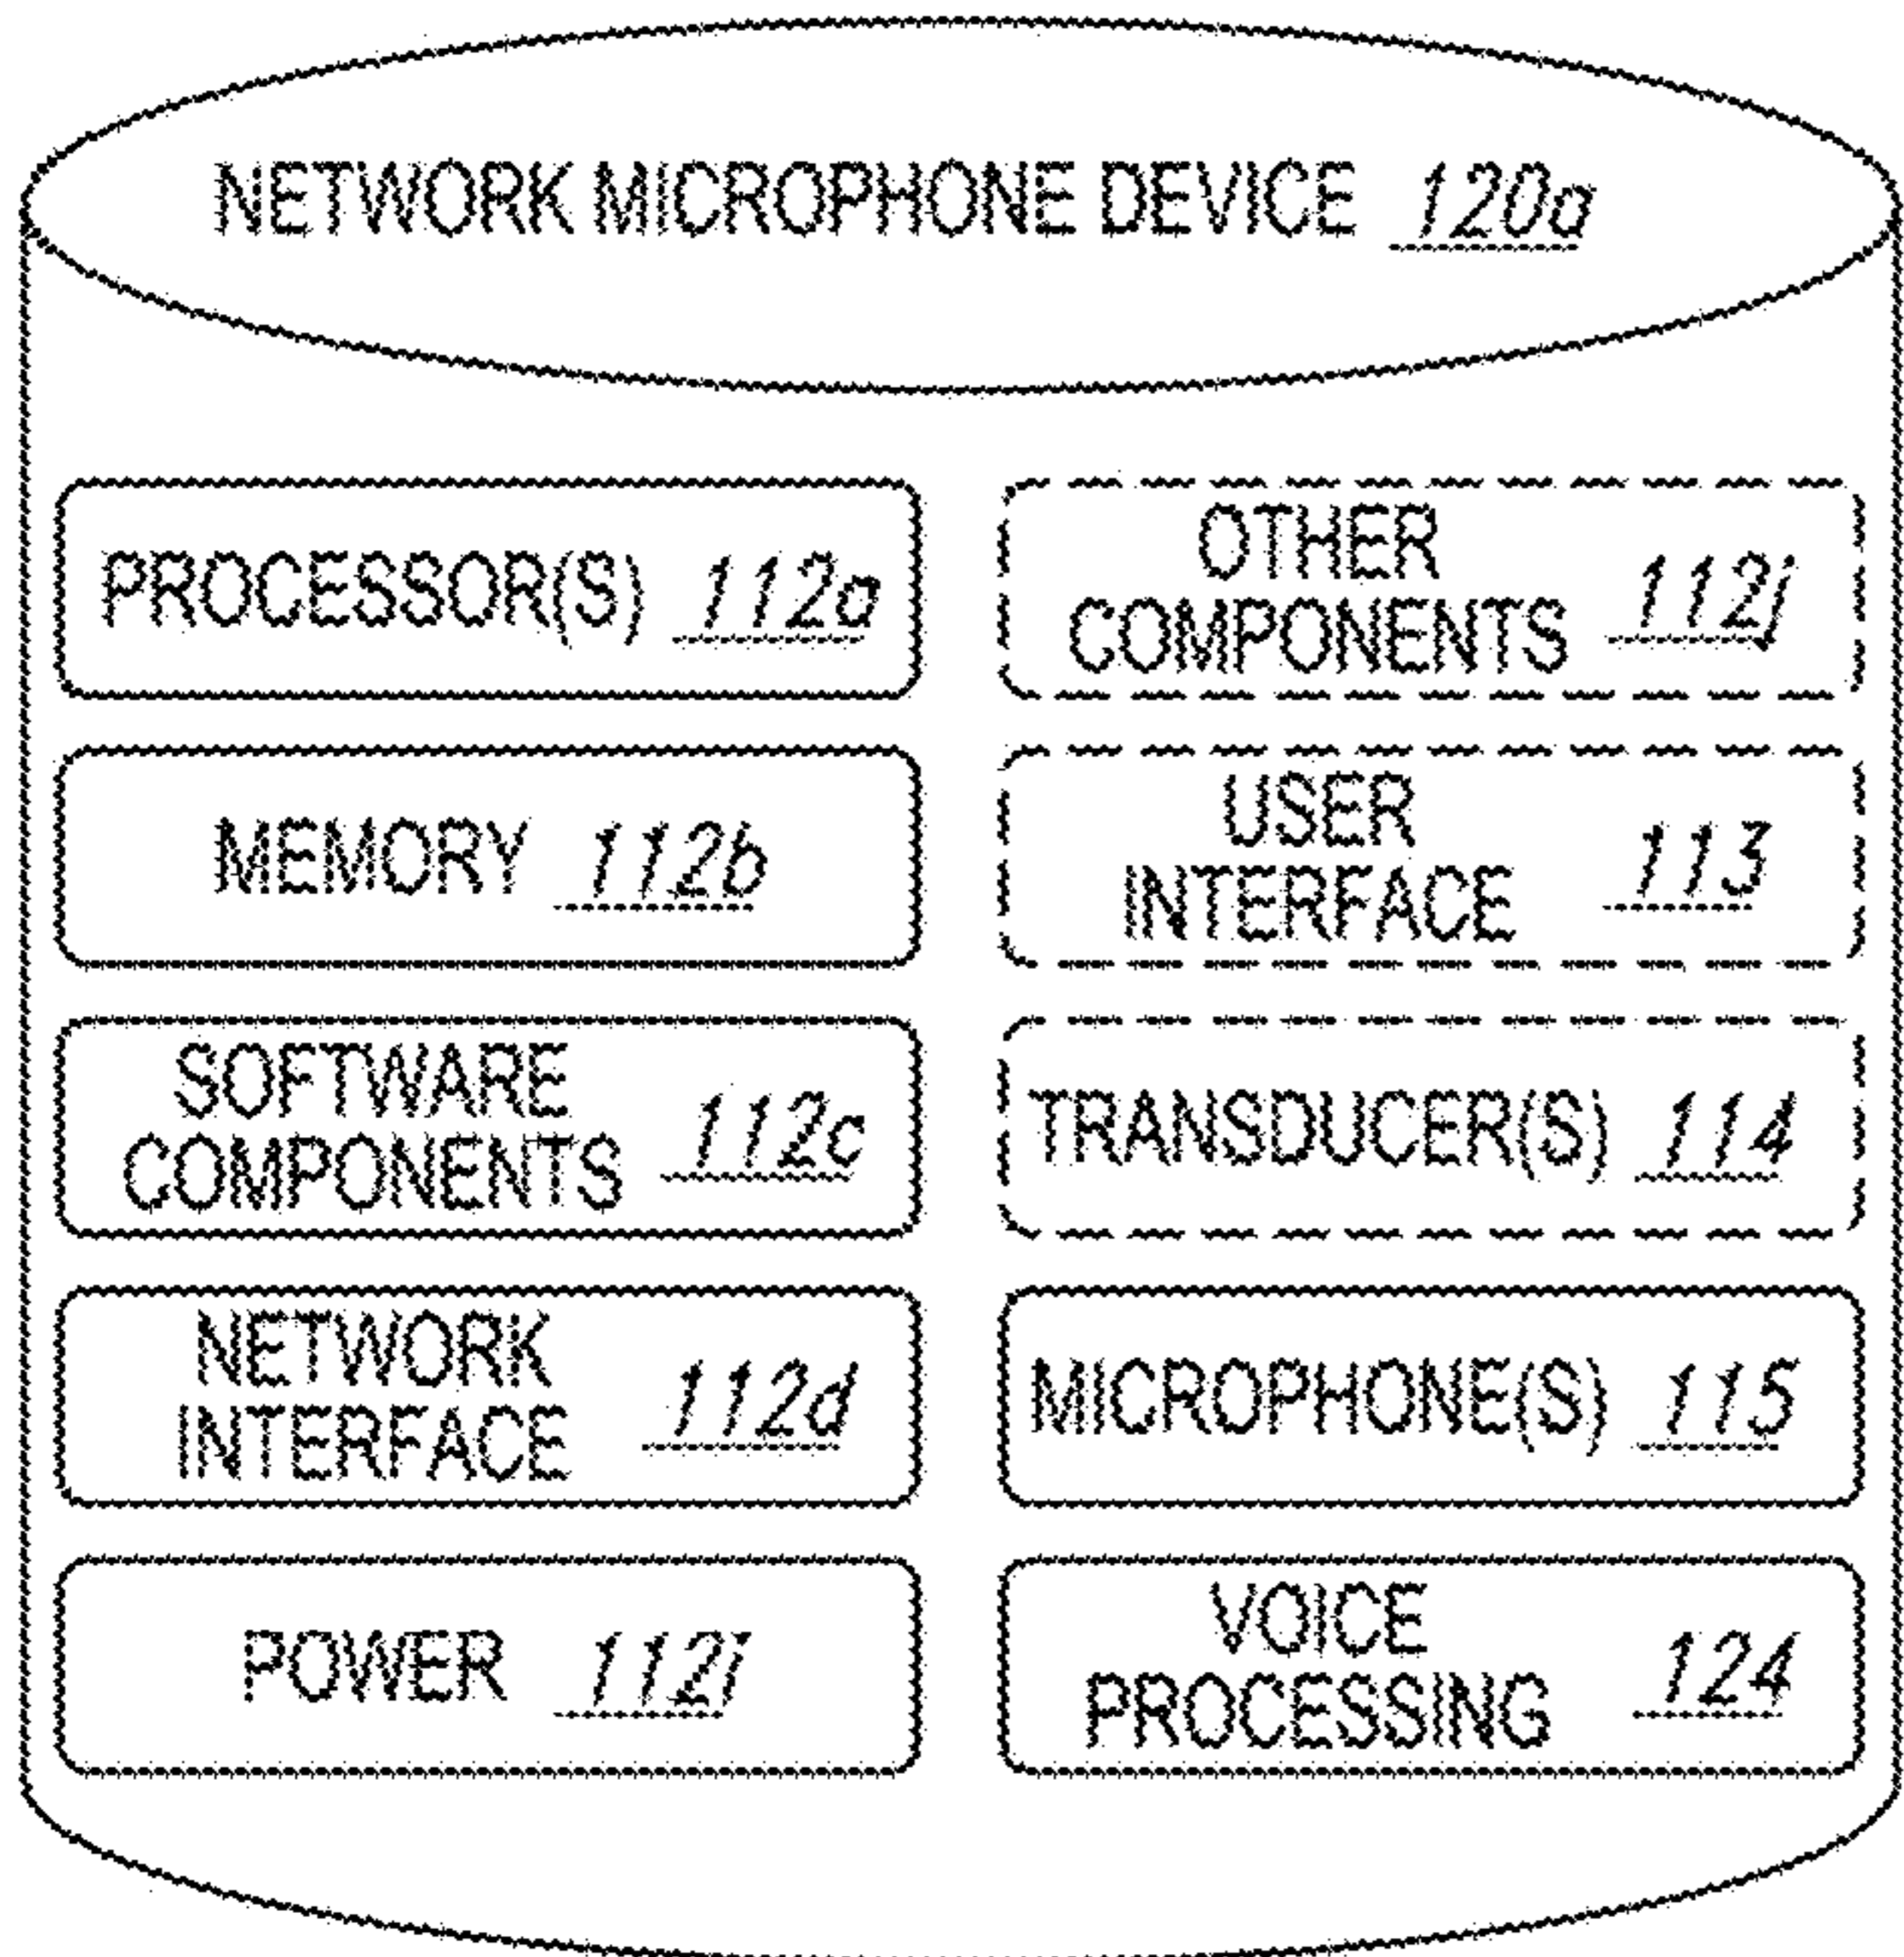 NETWORK MICROPHONE DEVICE 120a
PROCESSOR(S) 112a
OTHER
COMPONENTS 112j
MEMORY 112b
USER
INTERFACE 113
SOFTWARE
COMPONENTS 112c
TRANSDUCER(S) 114
NETWORK
INTERFACE 112d
MICROPHONE(S) 115
POWER 112i
VOICE
PROCESSING 124